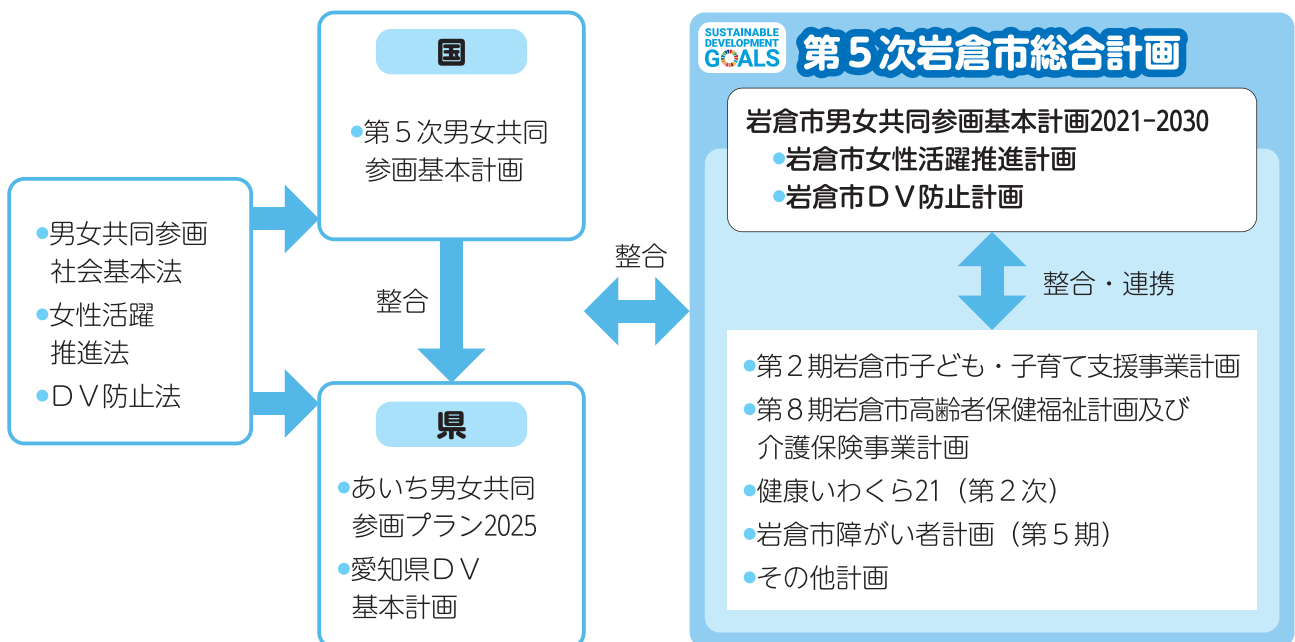 男女共同参画
社会基本法
女性活躍
推進法
ＤＶ防止法
国
第５次男女共同
参画基本計画
整合
県
あいち男女共同
参画プラン2025
愛知県ＤＶ
基本計画
整合
SUSTAINABLE
DEVELOPMENT
GOALS
第５次岩倉市総合計画
岩倉市男女共同参画基本計画2021-2030
岩倉市女性活躍推進計画
岩倉市ＤＶ防止計画
整合・連携
第２期岩倉市子ども・子育て支援事業計画
第８期岩倉市高齢者保健福祉計画及び
介護保険事業計画
健康いわくら21（第２次）
岩倉市障がい者計画（第５期）
その他計画